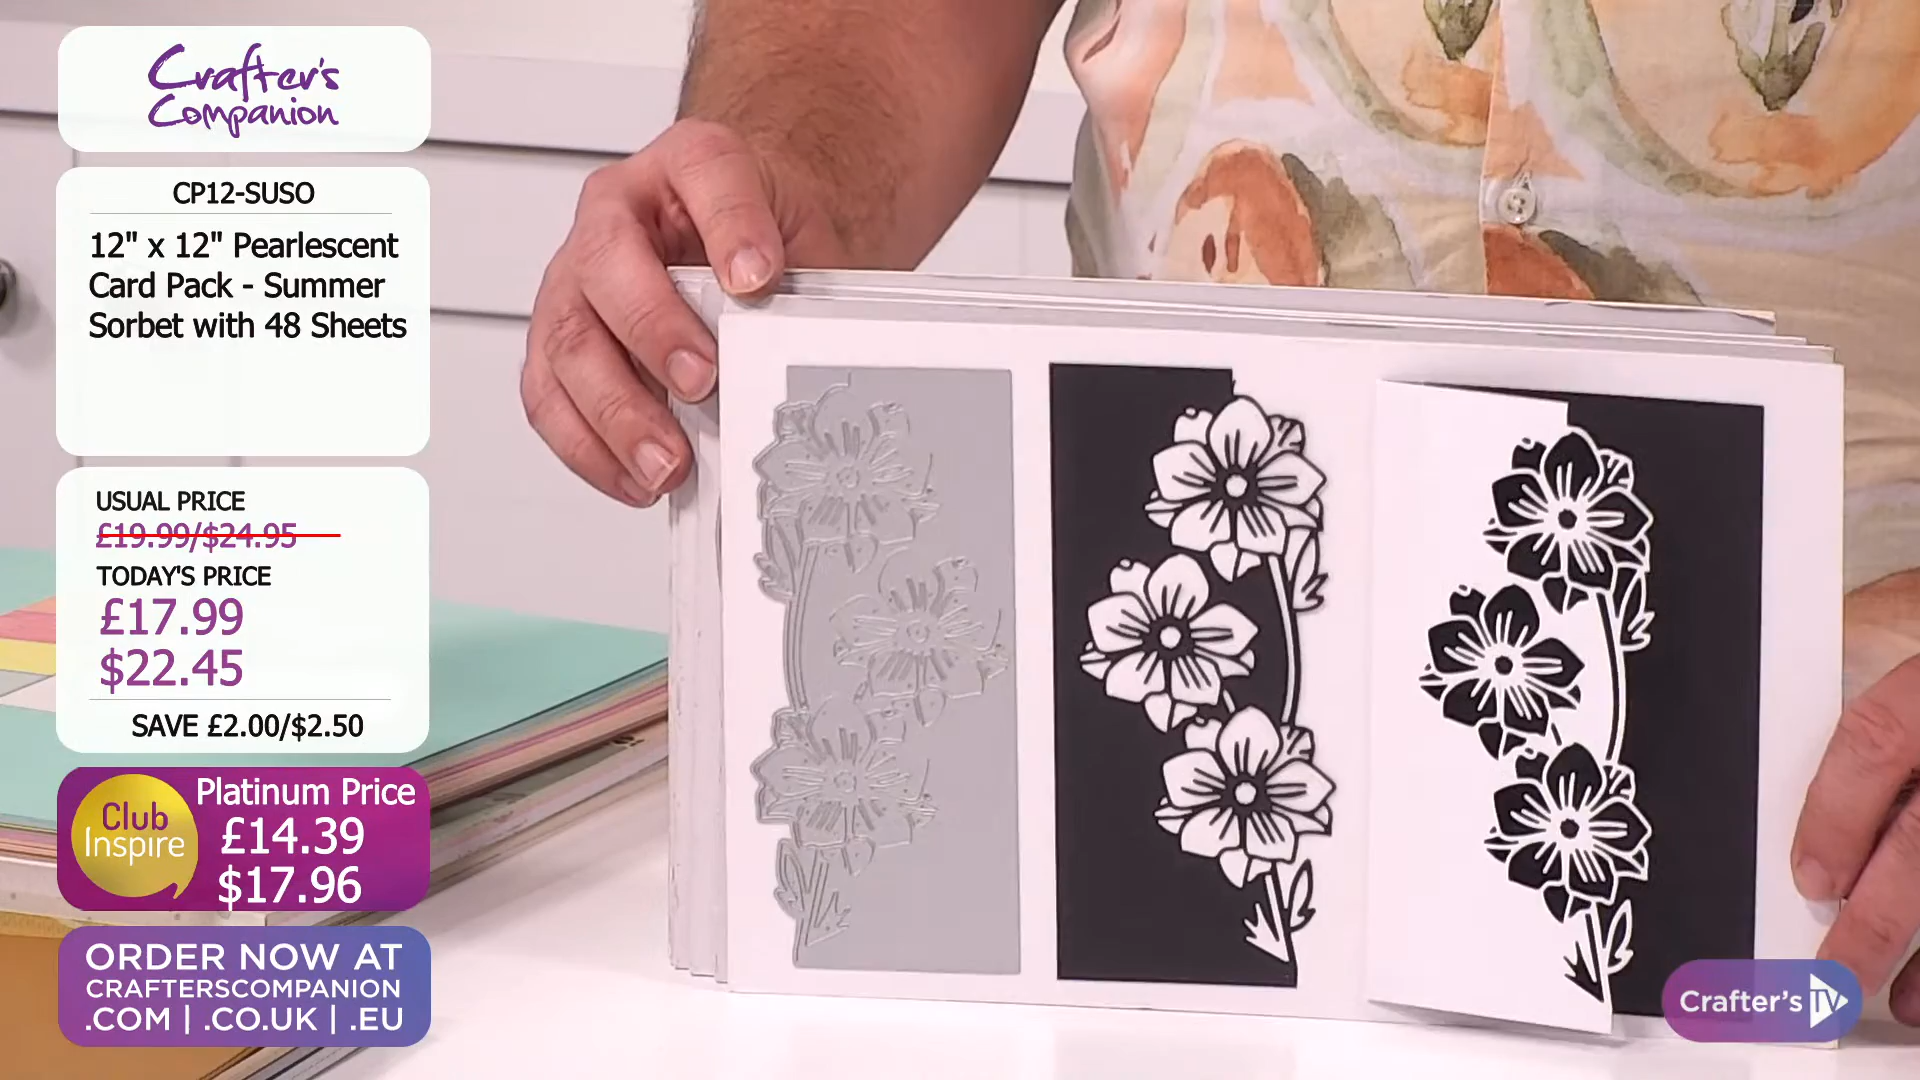 Crafter's
Companion
CP12-SUSO
12" x 12" Pearlescent
Card Pack - Summer
Sorbet with 48 Sheets
USUAL PRICE
£19.99/$24.95
TODAY'S PRICE
£17.99
$22.45
SAVE £2.00/$2.50
Club
Inspire
Platinum Price
£14.39
$17.96
ORDER NOW AT
CRAFTERSCOMPANION
.COM | .CO.UK | .EU
Crafter's TV